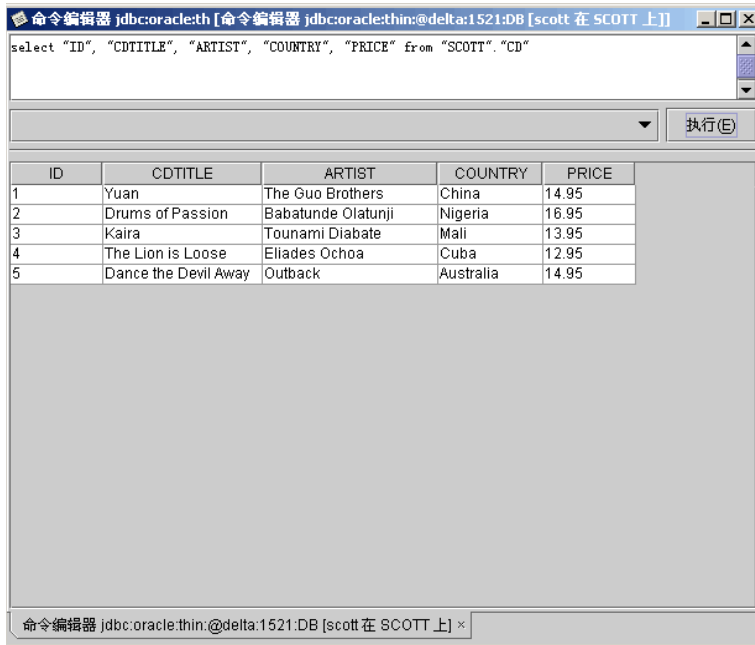 命令编辑器 jdbc:oracle:th [命令编辑器 jdbc:oracle:thin:@delta:1521:DB [scott 在 SCOTT 上]]
select "ID", "CDTITLE", "ARTIST", "COUNTRY", "PRICE" from "SCOTT"."CD"
执行(E)
ID CDTITLE ARTIST COUNTRY PRICE
1 Yuan The Guo Brothers China 14.95
2 Drums of Passion Babatunde Olatunji Nigeria 16.95
3 Kaira Tounami Diabate Mali 13.95
4 The Lion is Loose Eliades Ochoa Cuba 12.95
5 Dance the Devil Away Outback Australia 14.95
命令编辑器 jdbc:oracle:thin:@delta:1521:DB [scott 在 SCOTT 上] ×